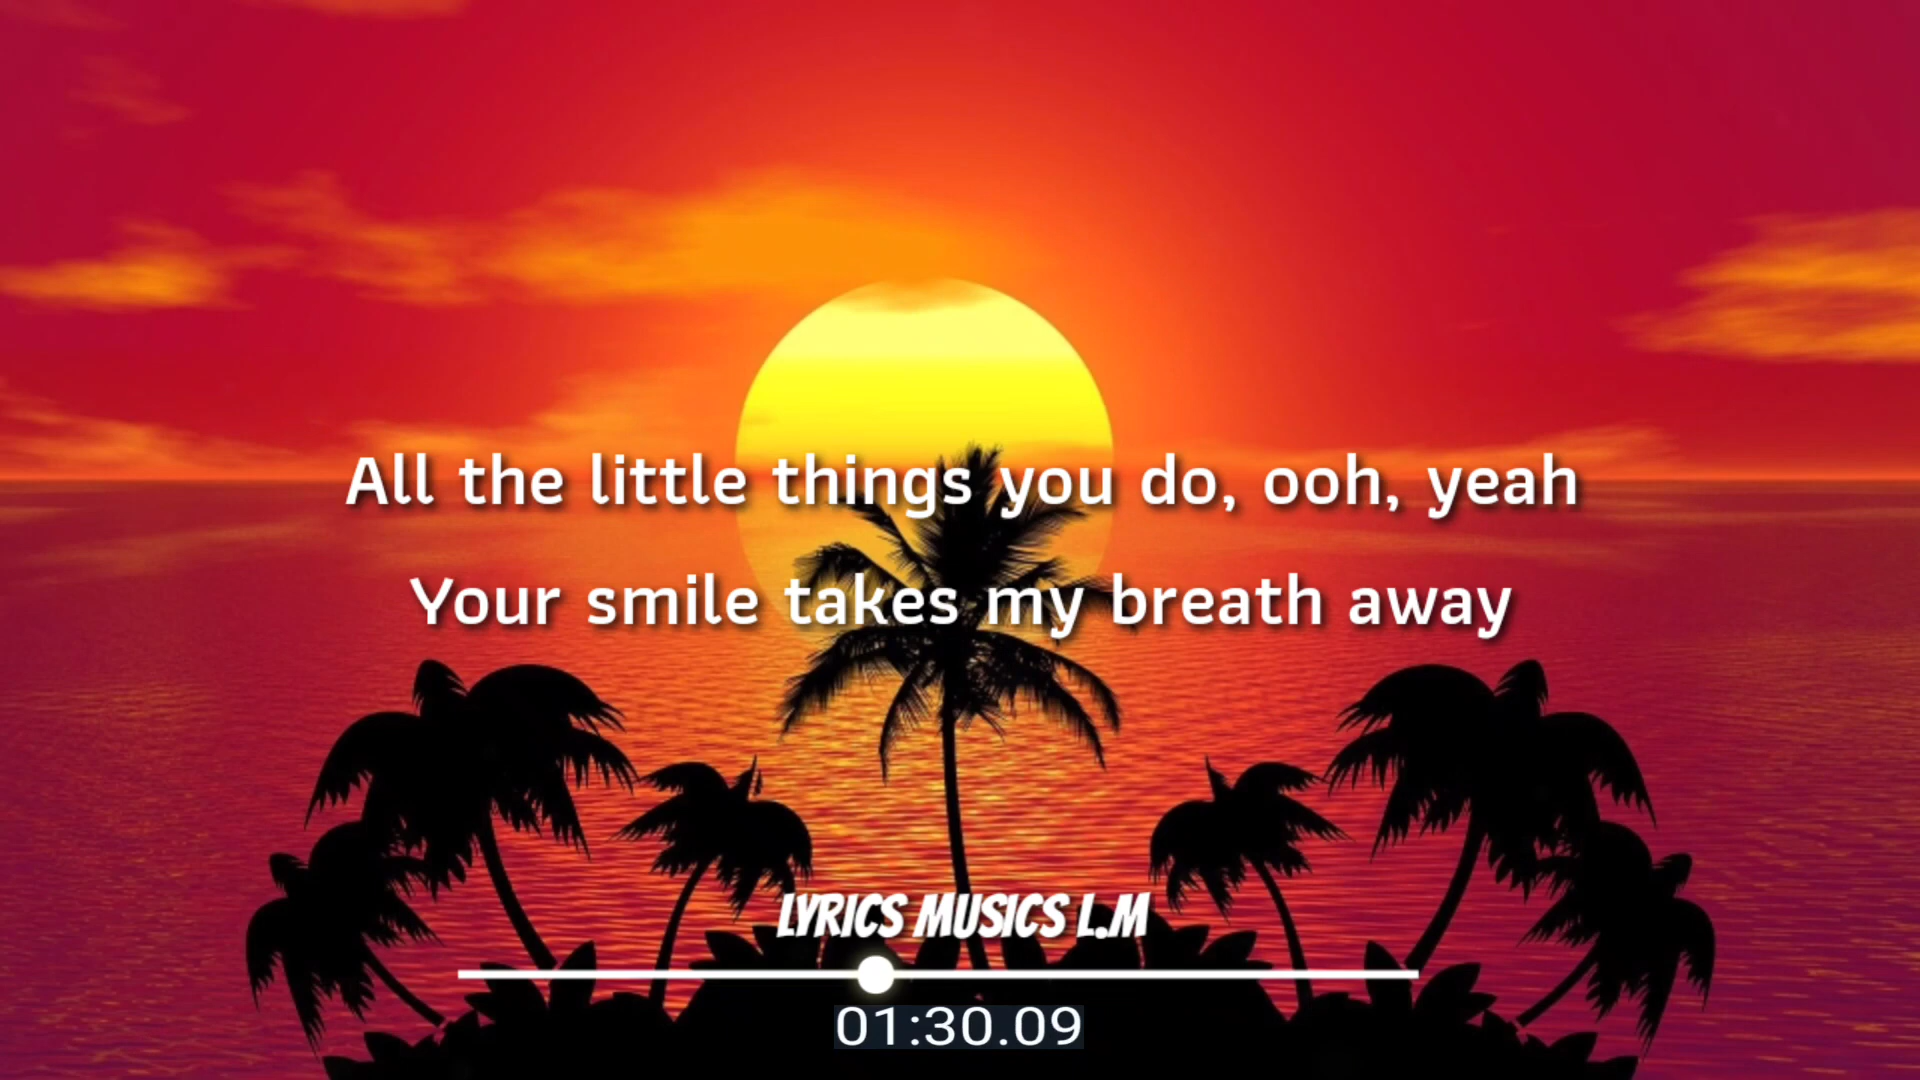 All the little things you do, ooh, yeah
Your smile takes my breath away
LYRICS MUSICS L.M
01:30.09